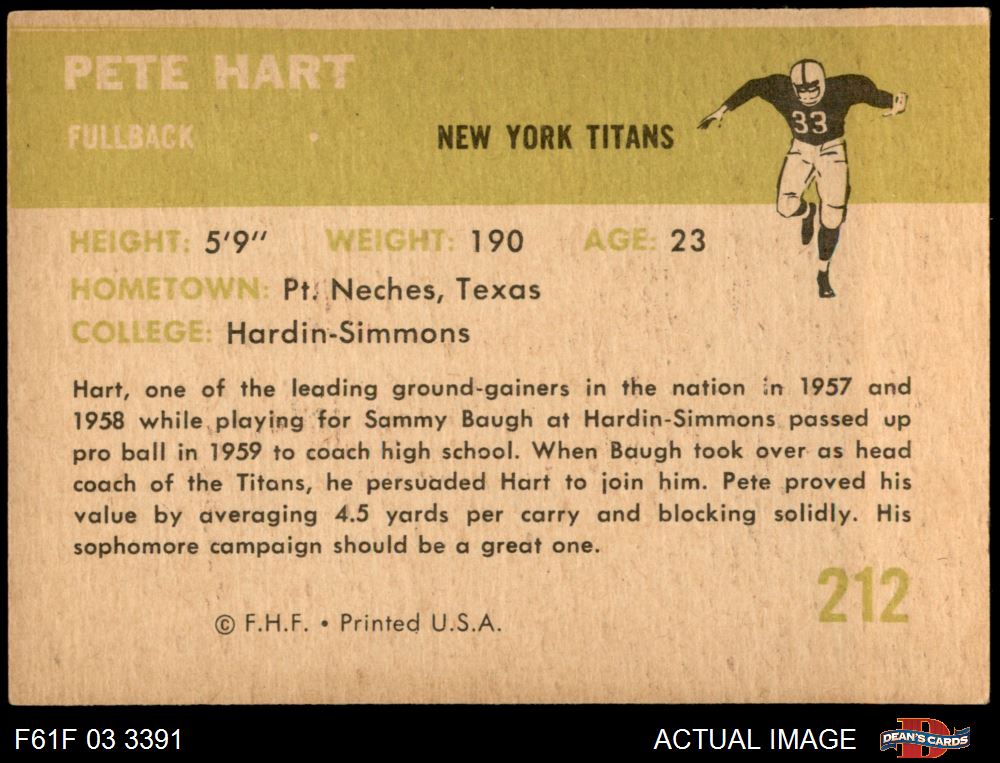 PETE HART
FULLBACK
NEW YORK TITANS
33
HEIGHT: 5'9" WEIGHT: 190 AGE: 23
HOMETOWN: Pt. Neches, Texas
COLLEGE: Hardin-Simmons
Hart, one of the leading ground-gainers in the nation in 1957 and
1958 while playing for Sammy Baugh at Hardin-Simmons passed up
pro ball in 1959 to coach high school. When Baugh took over as head
coach of the Titans, he persuaded Hart to join him. Pete proved his
value by averaging 4.5 yards per carry and blocking solidly. His
sophomore campaign should be a great one.
212
© F.H.F. • Printed U.S.A.
F61F 03 3391
ACTUAL IMAGE
D
DEAN'S CARDS